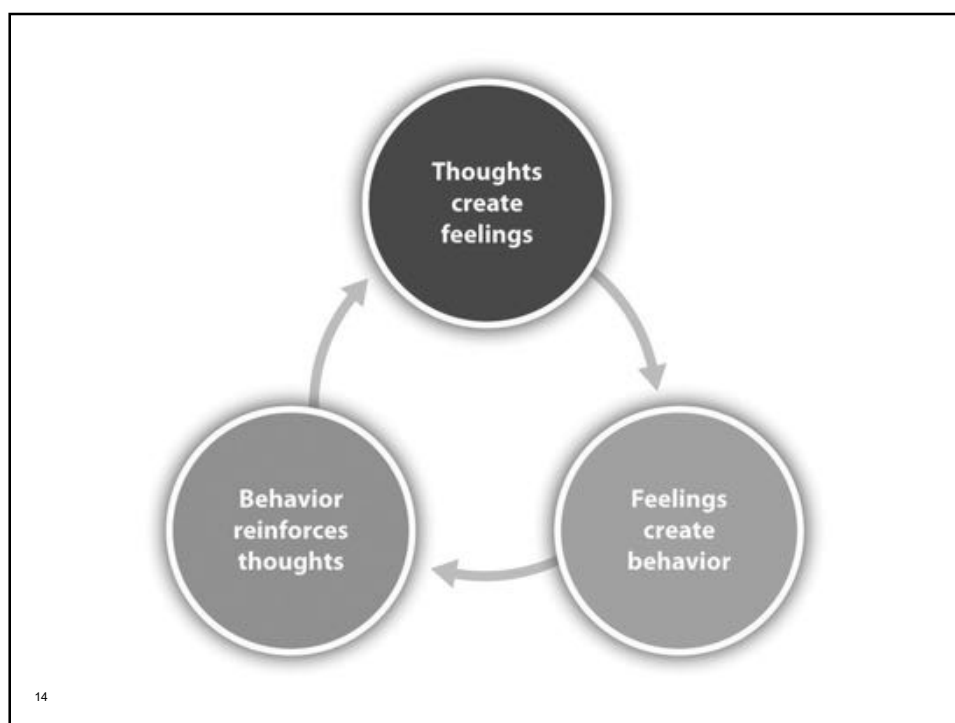 Thoughts
create
feelings
Feelings
create
behavior
Behavior
reinforces
thoughts
14